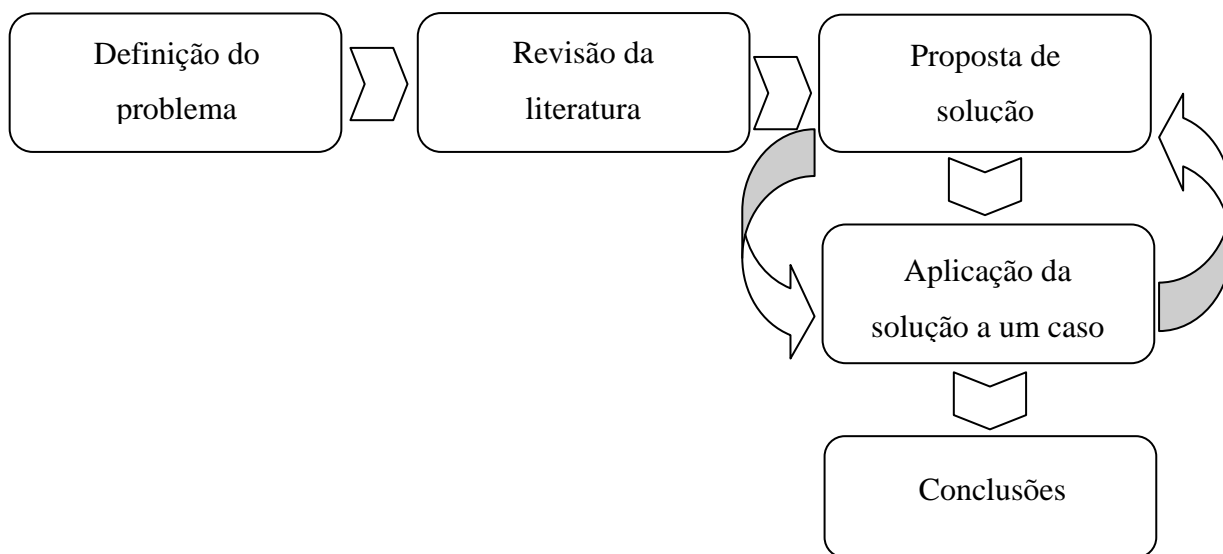 Definição do
problema
Revisão da
literatura
Proposta de
solução
Aplicação da
solução a um caso
Conclusões